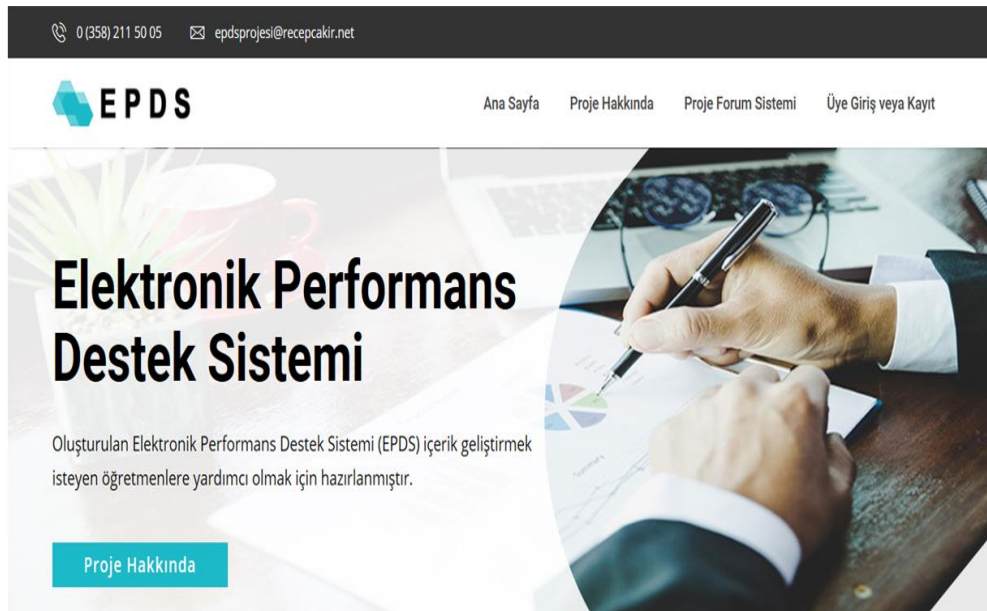 0 (358) 211 50 05 epdsprojesi@recepcakir.net
EPDS Ana Sayfa Proje Hakkında Proje Forum Sistemi Üye Giriş veya Kayıt
Elektronik Performans
Destek Sistemi
Oluşturulan Elektronik Performans Destek Sistemi (EPDS) içerik geliştirmek
isteyen öğretmenlere yardımcı olmak için hazırlanmıştır.
Proje Hakkında